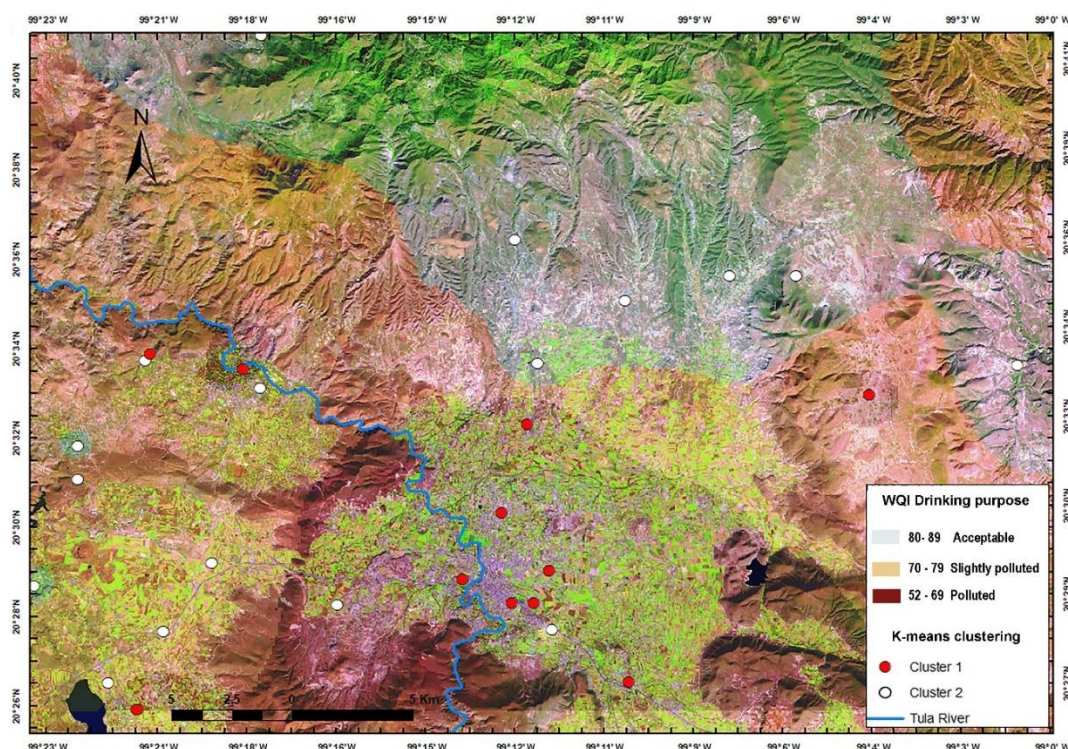 99°23 'W 99°21 'W 99°18 'W 99°16 'W 99°15 'W 99°12 'W 99°11 'W 99°9 'W 99°6 'W 99°4 'W 99°3 'W 99°0 'W
N
20°40'N
20°38'N
20°36'N
20°34'N
20°32'N
20°30'N
20°28'N
20°26'N
WQI Drinking purpose
80- 89 Acceptable
70 - 79 Slightly polluted
52 - 69 Polluted
K-means clustering
Cluster 1
Cluster 2
Tula River
5 2.5 0 5 Km
99°23 'W 99°21 'W 99°18 'W 99°16 'W 99°15 'W 99°12 'W 99°11 'W 99°9 'W 99°6 'W 99°4 'W 99°3 'W 99°0 'W